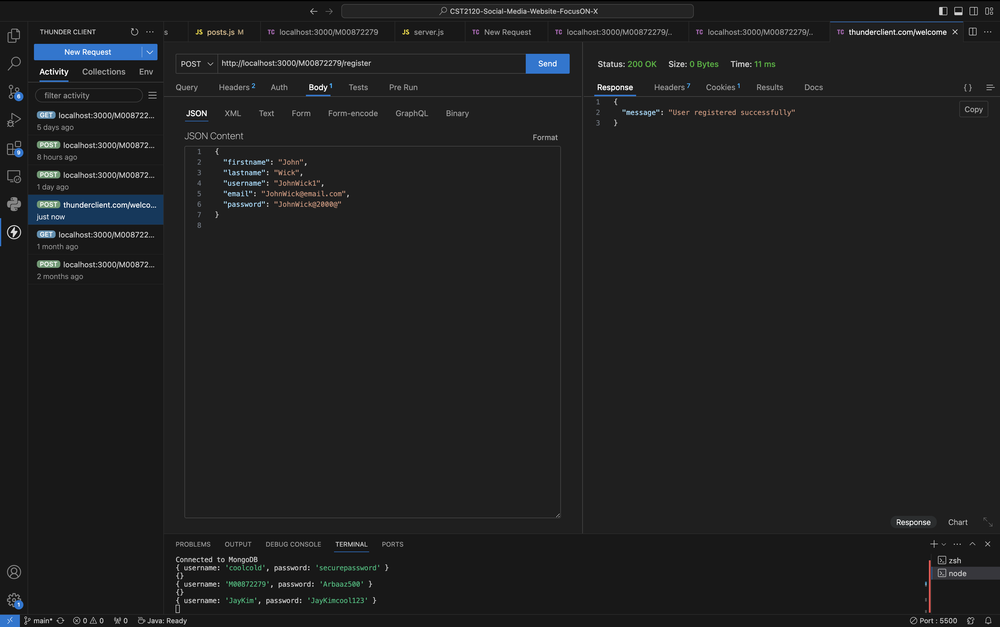 CST2120-Social-Media-Website-FocusON-X
THUNDER CLIENT
s
JS posts.js M
TC localhost:3000/M00872279
JS server.js
TC New Request
TC localhost:3000/M00872279/..
TC localhost:3000/M00872279/..
TC thunderclient.com/welcome
New Request
Activity Collections Env
filter activity
GET localhost:3000/M008722...
5 days ago
POST localhost:3000/M00872...
8 hours ago
POST localhost:3000/M00872...
1 day ago
POST thunderclient.com/welco...
just now
GET localhost:3000/M008722...
1 month ago
POST localhost:3000/M00872...
2 months ago
POST http://localhost:3000/M00872279/register Send
Query Headers 2 Auth Body 1 Tests Pre Run
JSON XML Text Form Form-encode GraphQL Binary
JSON Content Format
1 {
2 "firstname": "John",
3 "lastname": "Wick",
4 "username": "JohnWick1",
5 "email": "JohnWick@email.com",
6 "password": "JohnWick@2000@"
7 }
8
Status: 200 OK Size: 0 Bytes Time: 11 ms
Response Headers 7 Cookies 1 Results Docs { }
1 {
2 "message": "User registered successfully"
3 }
Copy
Response Chart
PROBLEMS OUTPUT DEBUG CONSOLE TERMINAL PORTS
Connected to MongoDB
{ username: 'coolcold', password: 'securepassword' }
{}
{ username: 'M00872279', password: 'Arbaaz500' }
{}
{ username: 'JayKim', password: 'JayKimcool123' }
zsh
node
6
9
1
main* 0 0 0 Java: Ready
Port : 5500